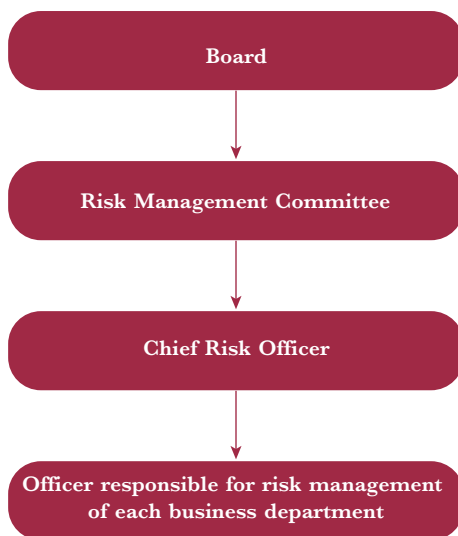 Board
Risk Management Committee
Chief Risk Officer
Officer responsible for risk management
of each business department